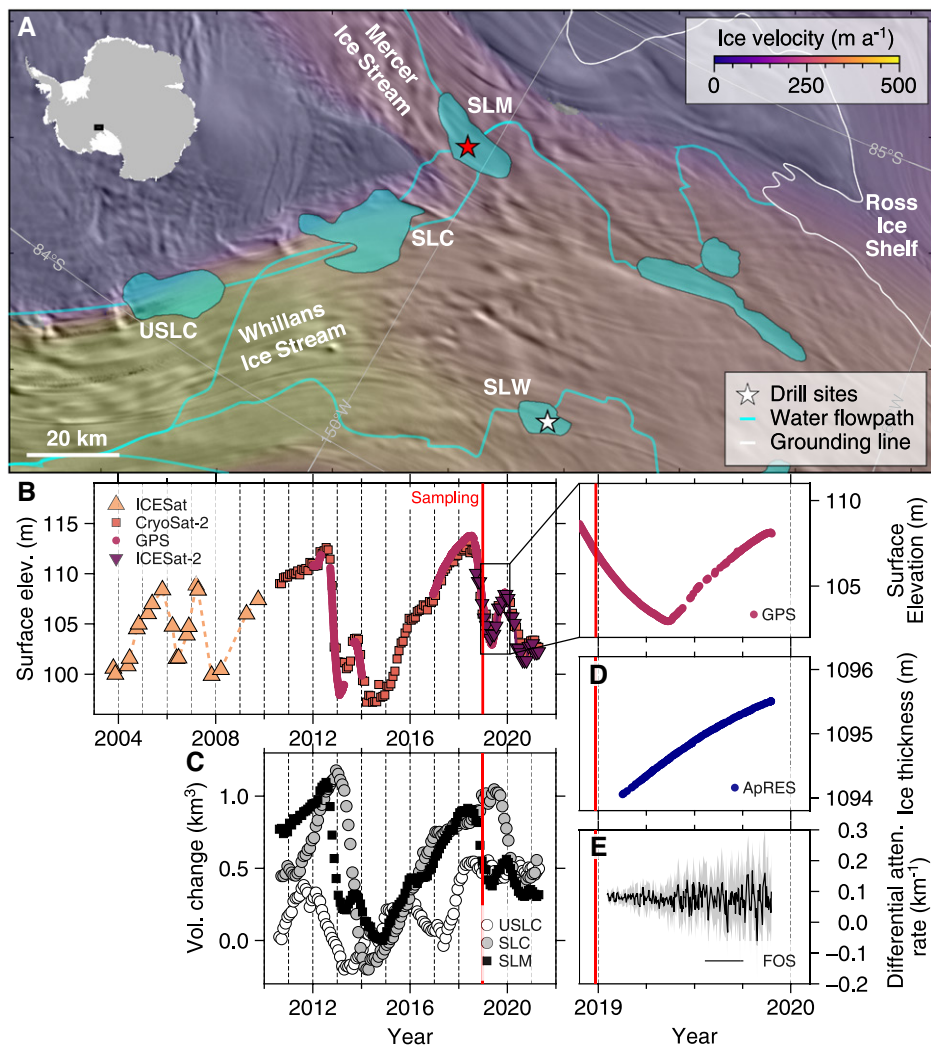 A
Mercer
Ice Stream
Ice velocity (m a⁻¹)
0 250 500
SLM
85°S
Ross
Ice
Shelf
SLC
84°S
USLC
Whillans
Ice Stream
SLW
150°W
20 km
Drill sites
Water flowpath
Grounding line
B
ICESat
CryoSat-2
GPS
ICESat-2
Sampling
Surface elev. (m)
115
110
105
100
2004 2008 2012 2016 2020
110
105
Surface
Elevation (m)
GPS
C
Vol. change (km³)
1.0
0.5
0.0
USLC
SLC
SLM
2012 2016 2020
Year
D
1096
1095
1094
Ice thickness (m)
ApRES
E
0.3
0.2
0.1
0.0
−0.1
−0.2
Differential atten.
rate (km⁻¹)
FOS
2019 2020
Year